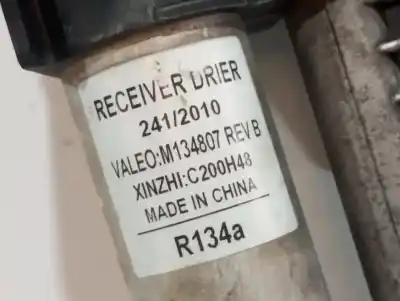 RECEIVER DRIER
241/2010
VALEO:M134807 REV B
XINZHI:C200H48
MADE IN CHINA
R134a